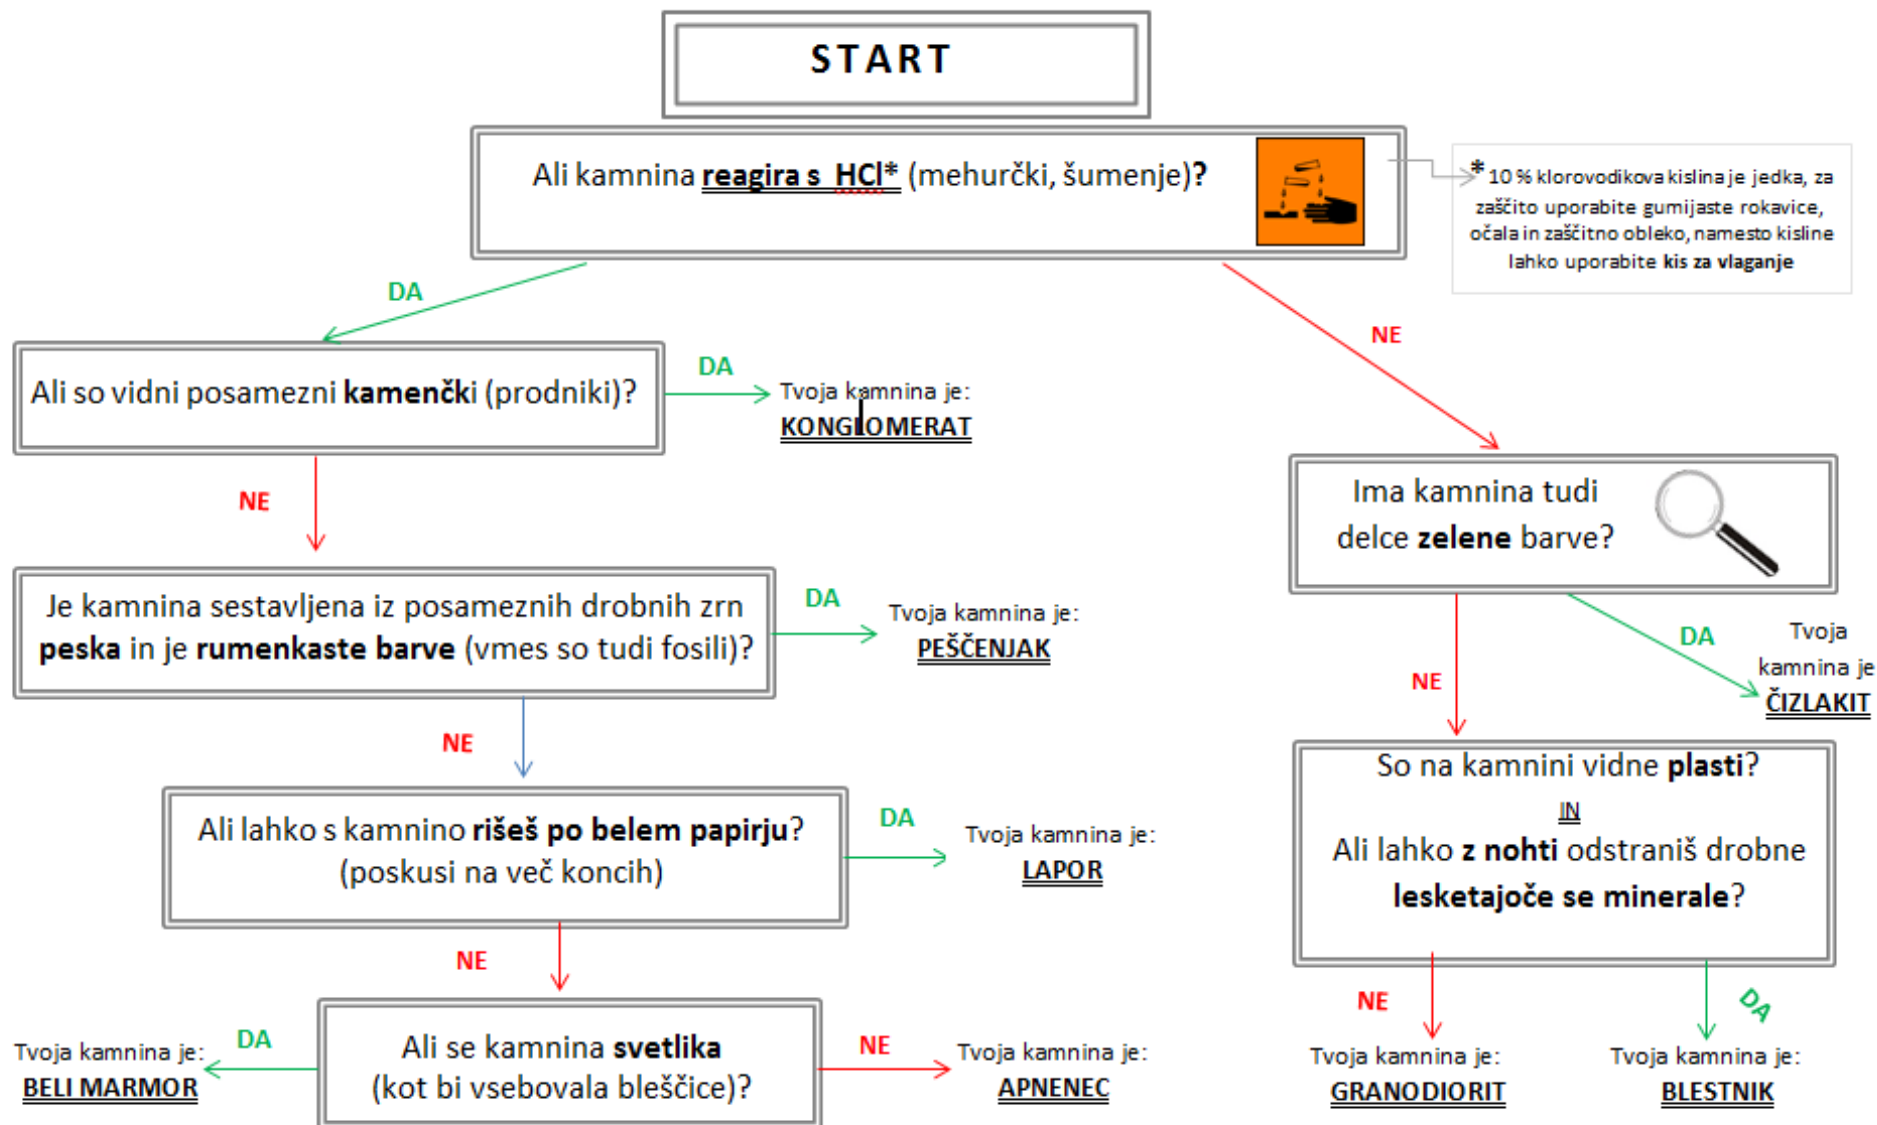 START
Ali kamnina reagira s HCl* (mehurčki, šumenje)?
* 10 % klorovodikova kislina je jedka, za
zaščito uporabite gumijaste rokavice,
očala in zaščitno obleko, namesto kisline
lahko uporabite kis za vlaganje
DA
NE
Ali so vidni posamezni kamenčki (prodniki)?
DA
Tvoja kamnina je:
KONGLOMERAT
NE
Je kamnina sestavljena iz posameznih drobnih zrn
peska in je rumenkaste barve (vmes so tudi fosili)?
DA
Tvoja kamnina je:
PEŠČENJAK
NE
Ali lahko s kamnino rišeš po belem papirju?
(poskusi na več koncih)
DA
Tvoja kamnina je:
LAPOR
NE
Ali se kamnina svetlika
(kot bi vsebovala bleščice)?
DA
Tvoja kamnina je:
BELI MARMOR
NE
Tvoja kamnina je:
APNENEC
Ima kamnina tudi
delce zelene barve?
DA
Tvoja
kamnina je
ČIZLAKIT
NE
So na kamnini vidne plasti?
IN
Ali lahko z nohti odstraniš drobne
lesketajoče se minerale?
NE
Tvoja kamnina je:
GRANODIORIT
DA
Tvoja kamnina je:
BLESTNIK